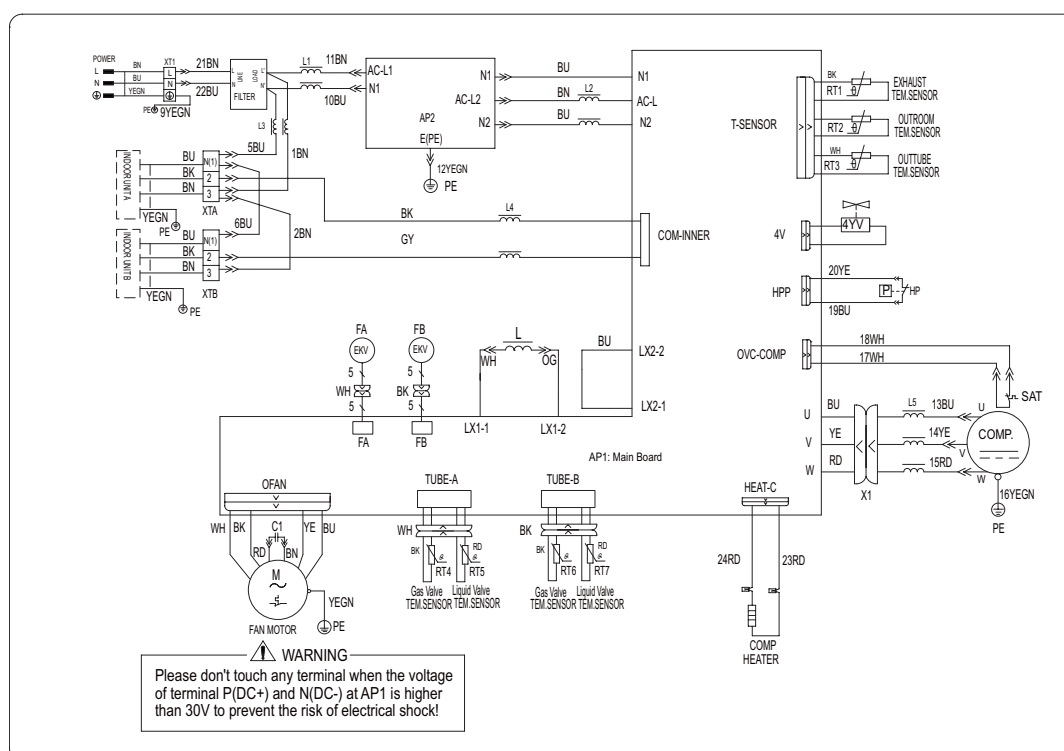 POWER
L
N
BN
BU
YEGN
XT1
L
N
21BN
22BU
PE
9YEGN
L
N
LINE
LOAD
L'
N'
FILTER
L1
11BN
10BU
L3
5BU
1BN
AC-L1
N1
AP2
N1
AC-L2
N2
E(PE)
12YEGN
PE
BU
BN
L2
BU
N1
AC-L
N2
INDOOR UNITA
BU
BK
BN
YEGN
PE
N(1)
2
3
XTA
6BU
2BN
INDOOR UNITB
BU
BK
BN
YEGN
PE
N(1)
2
3
XTB
BK
L4
GY
COM-INNER
T-SENSOR
BK
RT1
θ
EXHAUST
TEM.SENSOR
RT2
θ
OUTROOM
TEM.SENSOR
WH
RT3
θ
OUTTUBE
TEM.SENSOR
4V
4YV
HPP
20YE
19BU
P
HP
OVC-COMP
18WH
17WH
SAT
U
V
W
BU
YE
RD
X1
L5
13BU
14YE
15RD
U
V
W
COMP.
16YEGN
PE
FA
EKV
5
WH
5
FA
FB
EKV
5
BK
5
FB
L
WH
OG
LX1-1
LX1-2
BU
LX2-2
LX2-1
AP1: Main Board
OFAN
WH
BK
C1
YE
BU
RD
BN
M
YEGN
PE
FAN MOTOR
TUBE-A
WH
BK
RT4
RD
RT5
Gas Valve
TEM.SENSOR
Liquid Valve
TEM.SENSOR
TUBE-B
BK
BK
RT6
RD
RT7
Gas Valve
TEM.SENSOR
Liquid Valve
TEM.SENSOR
HEAT-C
24RD
23RD
COMP
HEATER
WARNING
Please don't touch any terminal when the voltage
of terminal P(DC+) and N(DC-) at AP1 is higher
than 30V to prevent the risk of electrical shock!